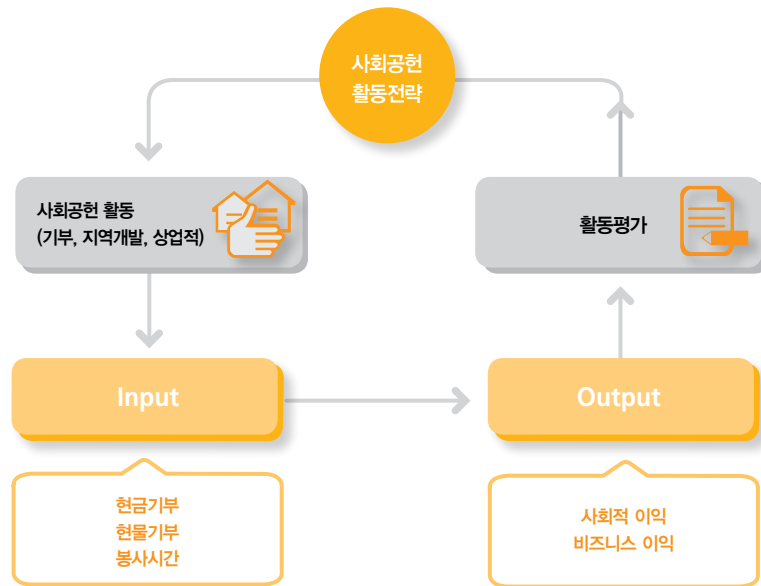 사회공헌
활동전략
사회공헌 활동
(기부, 지역개발, 상업적)
활동평가
Input
Output
현금기부
현물기부
봉사시간
사회적 이익
비즈니스 이익